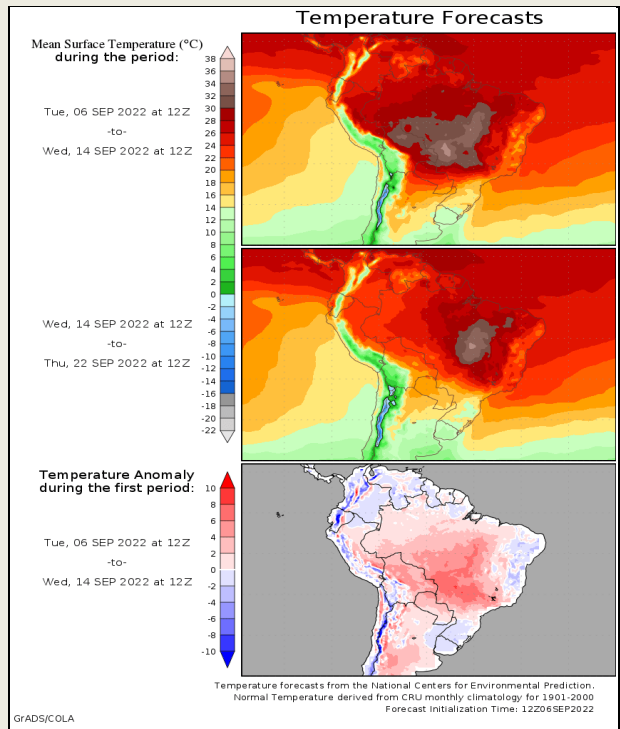 Temperature Forecasts
Mean Surface Temperature (°C)
during the period:
Tue, 06 SEP 2022 at 12Z
-to-
Wed, 14 SEP 2022 at 12Z
38
36
34
32
30
28
26
24
22
20
18
16
14
12
10
8
6
4
2
0
-2
-4
-6
-8
-10
-12
-14
-16
-18
-20
-22
Wed, 14 SEP 2022 at 12Z
-to-
Thu, 22 SEP 2022 at 12Z
Temperature Anomaly
during the first period:
Tue, 06 SEP 2022 at 12Z
-to-
Wed, 14 SEP 2022 at 12Z
10
8
6
4
2
0
-2
-4
-6
-8
-10
Temperature forecasts from the National Centers for Environmental Prediction.
Normal Temperature derived from CRU monthly climatology for 1901-2000
Forecast Initialization Time: 12Z06SEP2022
GrADS/COLA